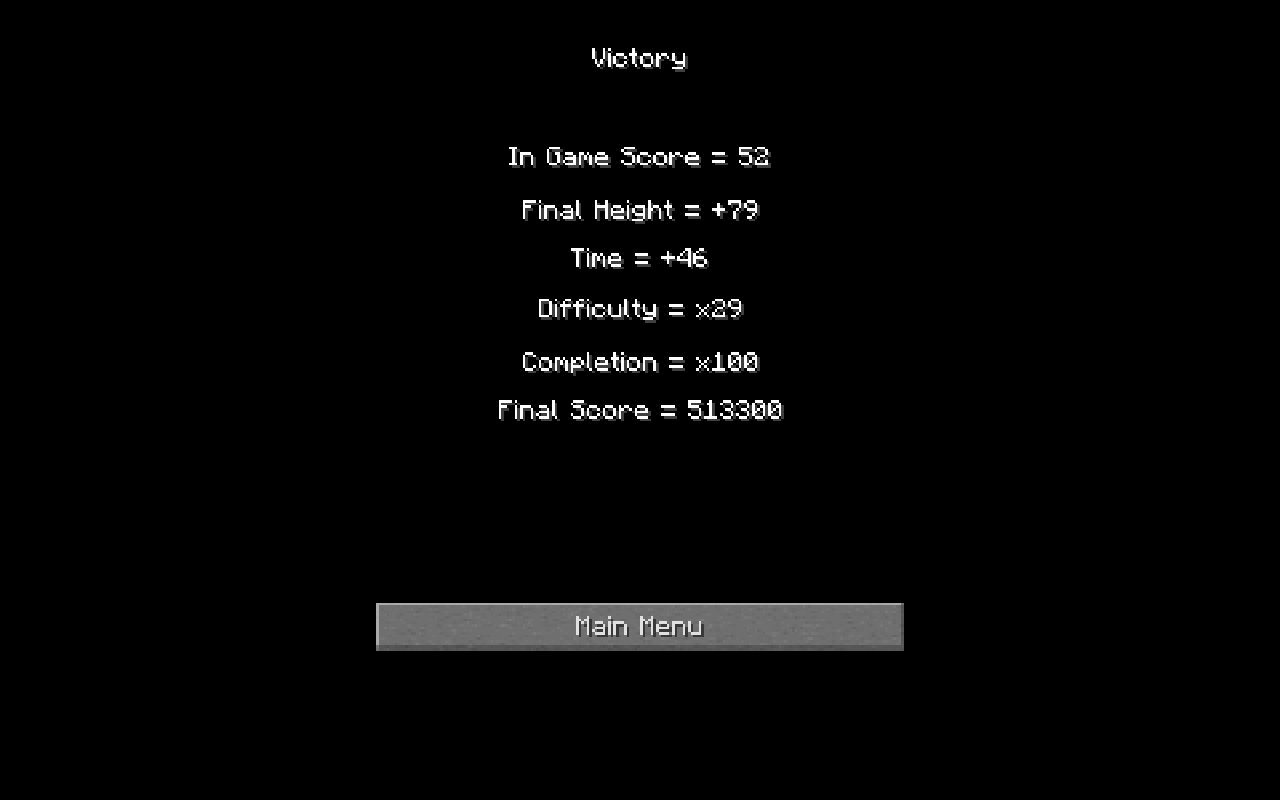 Victory
In Game Score = 52
Final Height = +79
Time = +46
Difficulty = x29
Completion = x100
Final Score = 513300
Main Menu